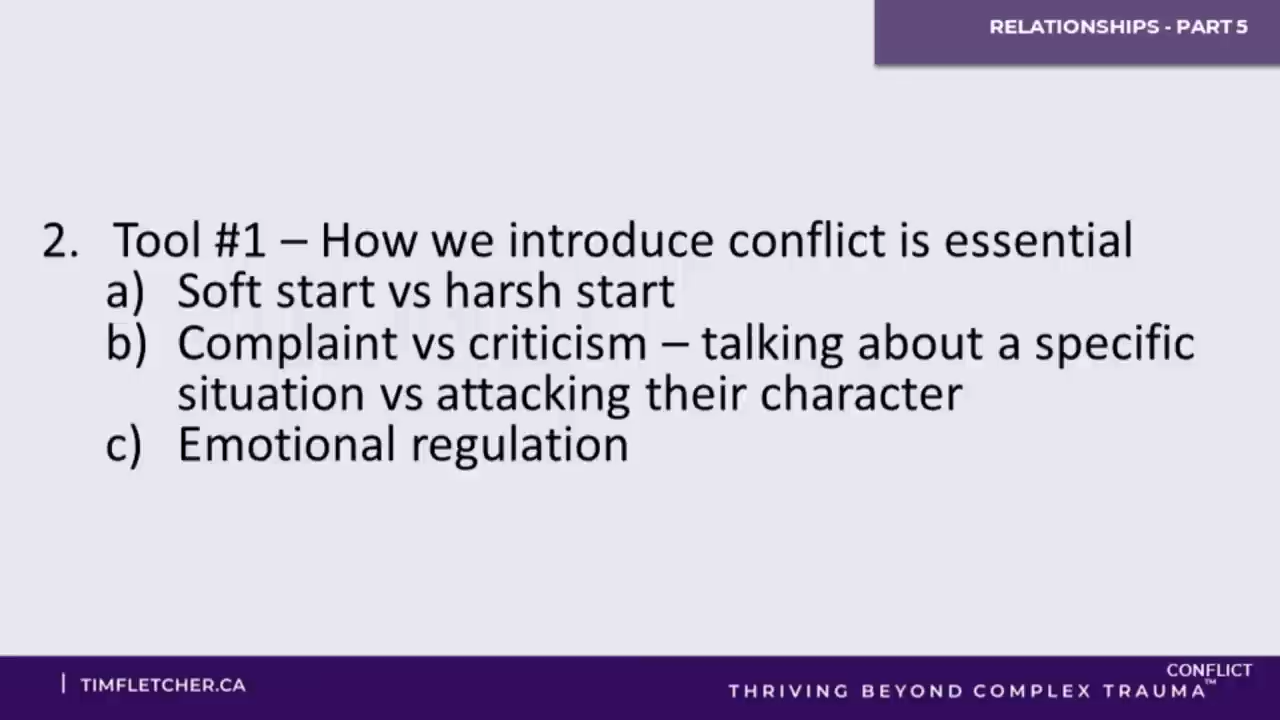 RELATIONSHIPS - PART 5
2. Tool #1 – How we introduce conflict is essential
a) Soft start vs harsh start
b) Complaint vs criticism – talking about a specific
situation vs attacking their character
c) Emotional regulation
| TIMFLETCHER.CA
CONFLICT
THRIVING BEYOND COMPLEX TRAUMA™